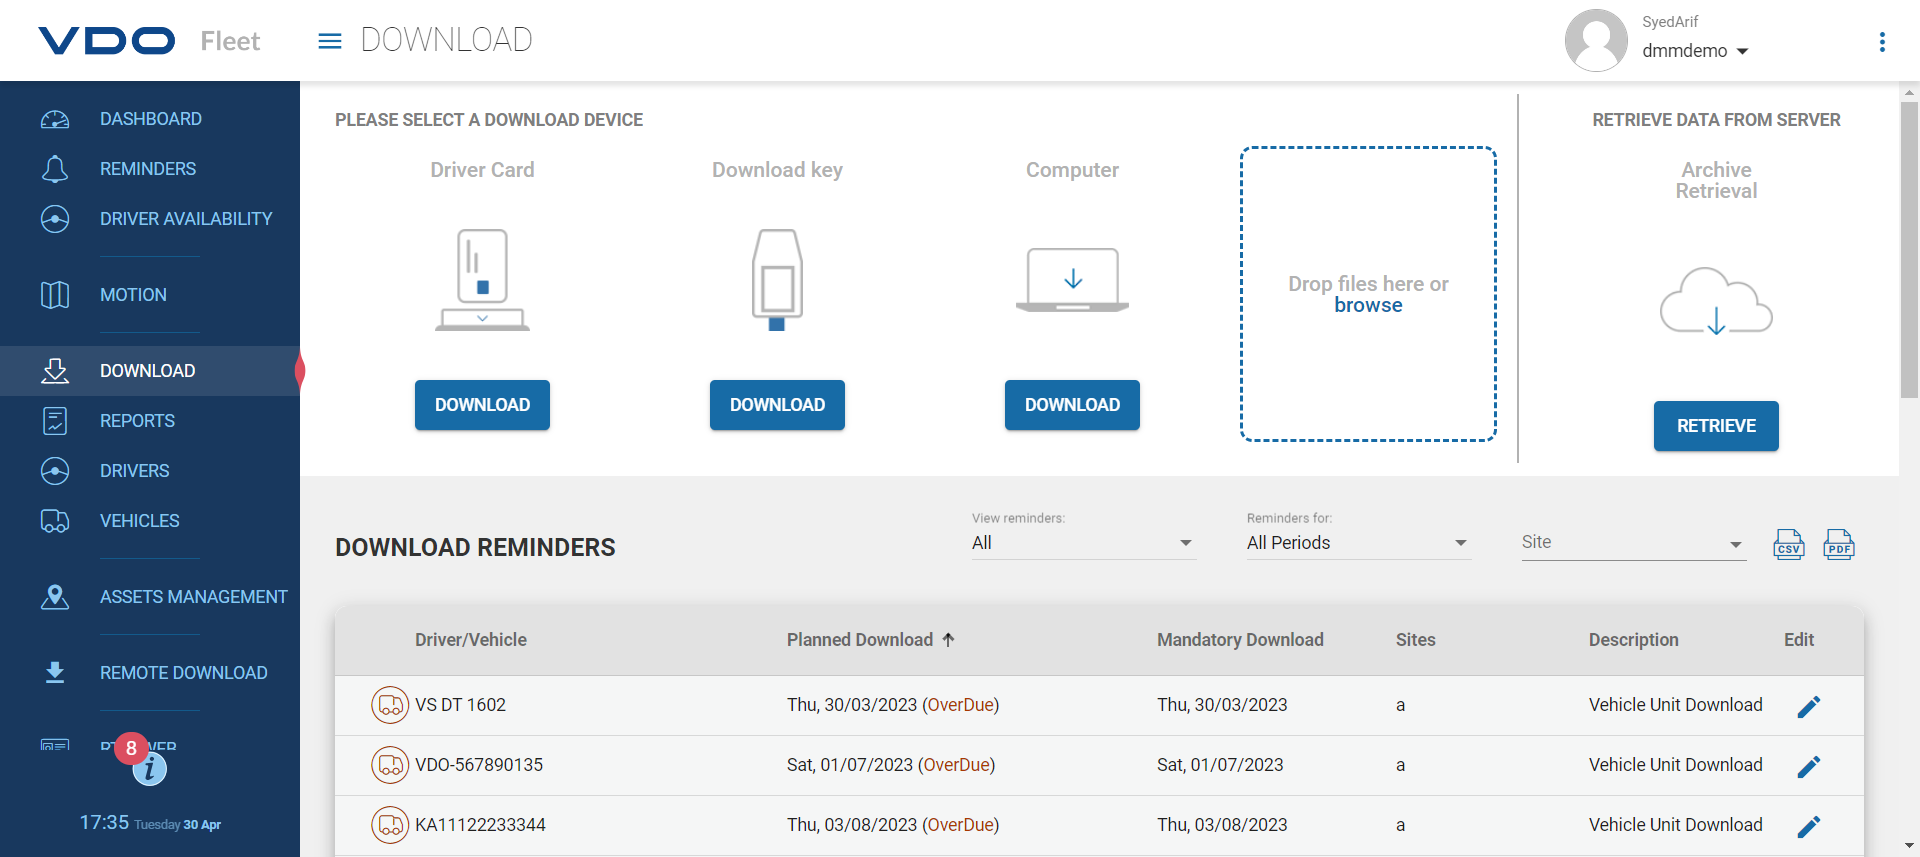 VDO Fleet
DOWNLOAD
SyedArif
dmmdemo
DASHBOARD
REMINDERS
DRIVER AVAILABILITY
MOTION
DOWNLOAD
REPORTS
DRIVERS
VEHICLES
ASSETS MANAGEMENT
REMOTE DOWNLOAD
8
i
17:35 Tuesday 30 Apr
PLEASE SELECT A DOWNLOAD DEVICE
Driver Card
Download key
Computer
Drop files here or
browse
DOWNLOAD
DOWNLOAD
DOWNLOAD
RETRIEVE DATA FROM SERVER
Archive
Retrieval
RETRIEVE
DOWNLOAD REMINDERS
View reminders:
All
Reminders for:
All Periods
Site
CSV
PDF
Driver/Vehicle Planned Download Mandatory Download Sites Description Edit
VS DT 1602 Thu, 30/03/2023 (OverDue) Thu, 30/03/2023 a Vehicle Unit Download
VDO-567890135 Sat, 01/07/2023 (OverDue) Sat, 01/07/2023 a Vehicle Unit Download
KA11122233344 Thu, 03/08/2023 (OverDue) Thu, 03/08/2023 a Vehicle Unit Download